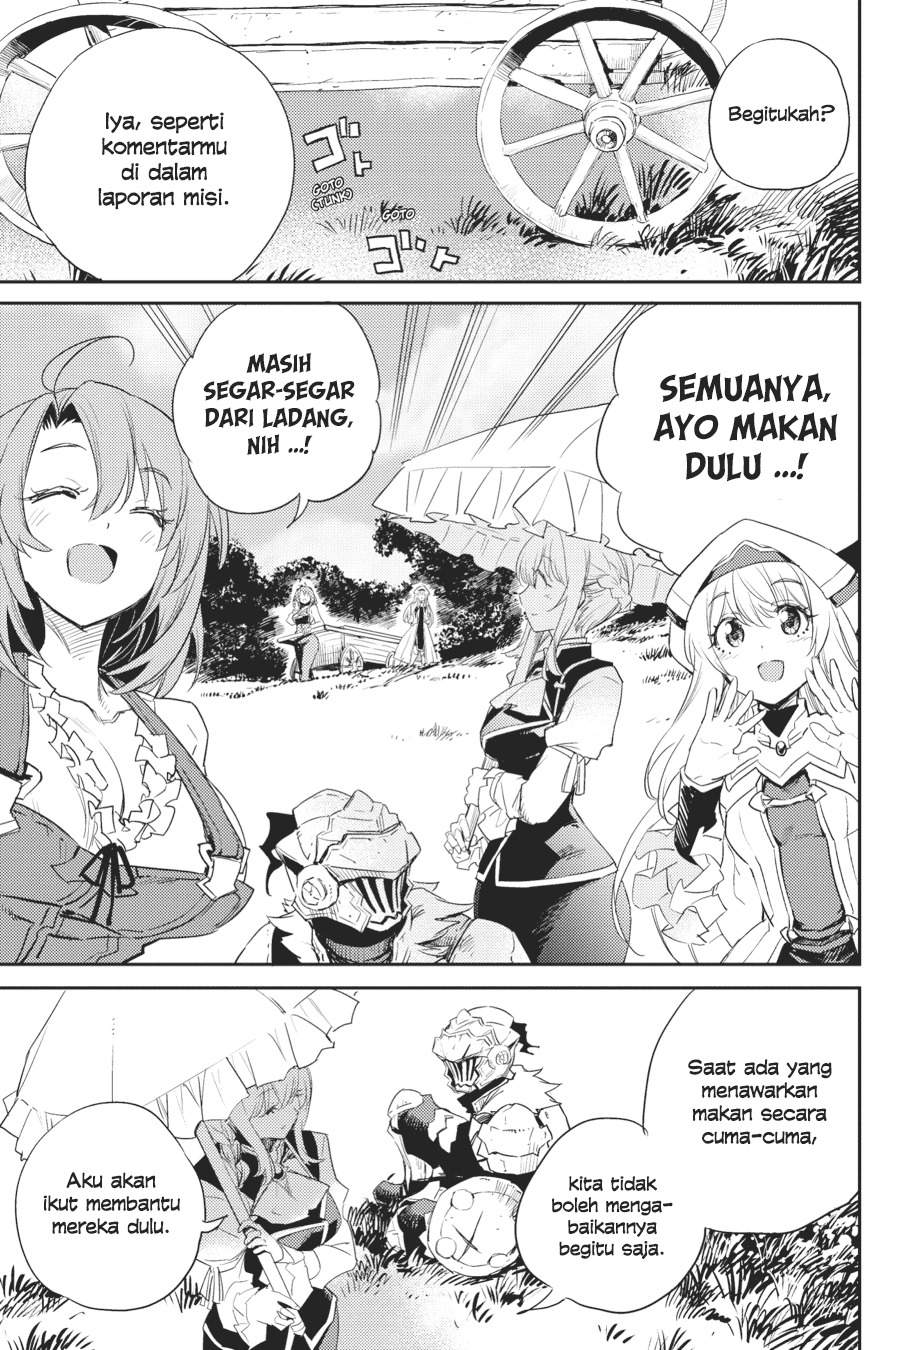 Begitukah?
Iya, seperti
komentarmu
di dalam
laporan misi.
ゴト
GOTO
(TUNK)
GOTO
ゴト
SEMUANYA,
AYO MAKAN
DULU ...!
MASIH
SEGAR-SEGAR
DARI LADANG,
NIH ...!
Saat ada yang
menawarkan
makan secara
cuma-cuma,
kita tidak
boleh menga-
baikannya
begitu saja.
Aku akan
ikut membantu
mereka dulu.